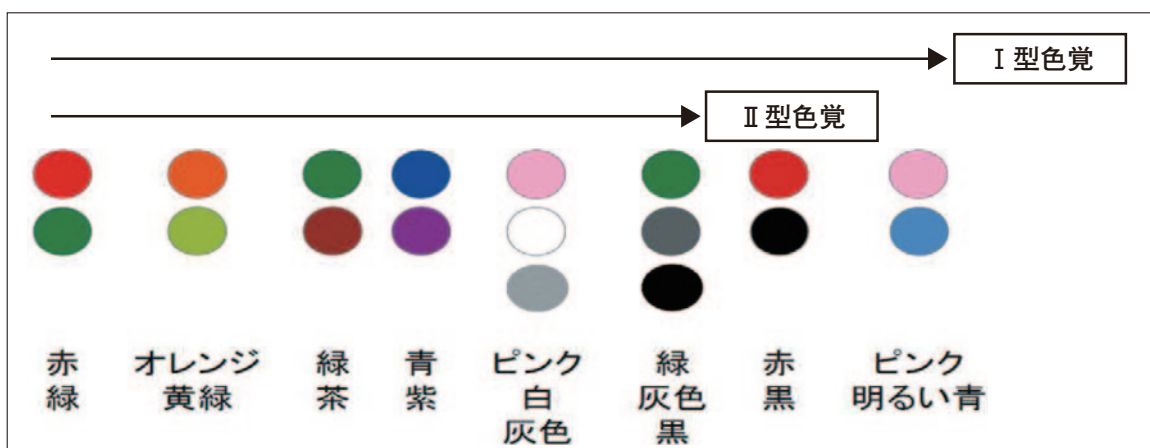 Ⅰ型色覚
Ⅱ型色覚
赤
緑
オレンジ
黄緑
緑
茶
青
紫
ピンク
白
灰色
緑
灰色
黒
赤
黒
ピンク
明るい青